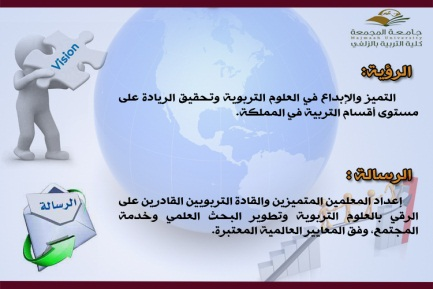 جامعة المجمعة
Majmaah University
كلية التربية بالزلفي
Vision
الرؤية:
التميز والإبداع في العلوم التربوية وتحقيق الريادة على
مستوى أقسام التربية في المملكة.
الرسالة :
الرسالة
إعداد المعلمين المتميزين والقادة التربويين القادرين على
الرقي بالعلوم التربوية وتطوير البحث العلمي وخدمة
المجتمع، وفق المعايير العالمية المعتبرة.